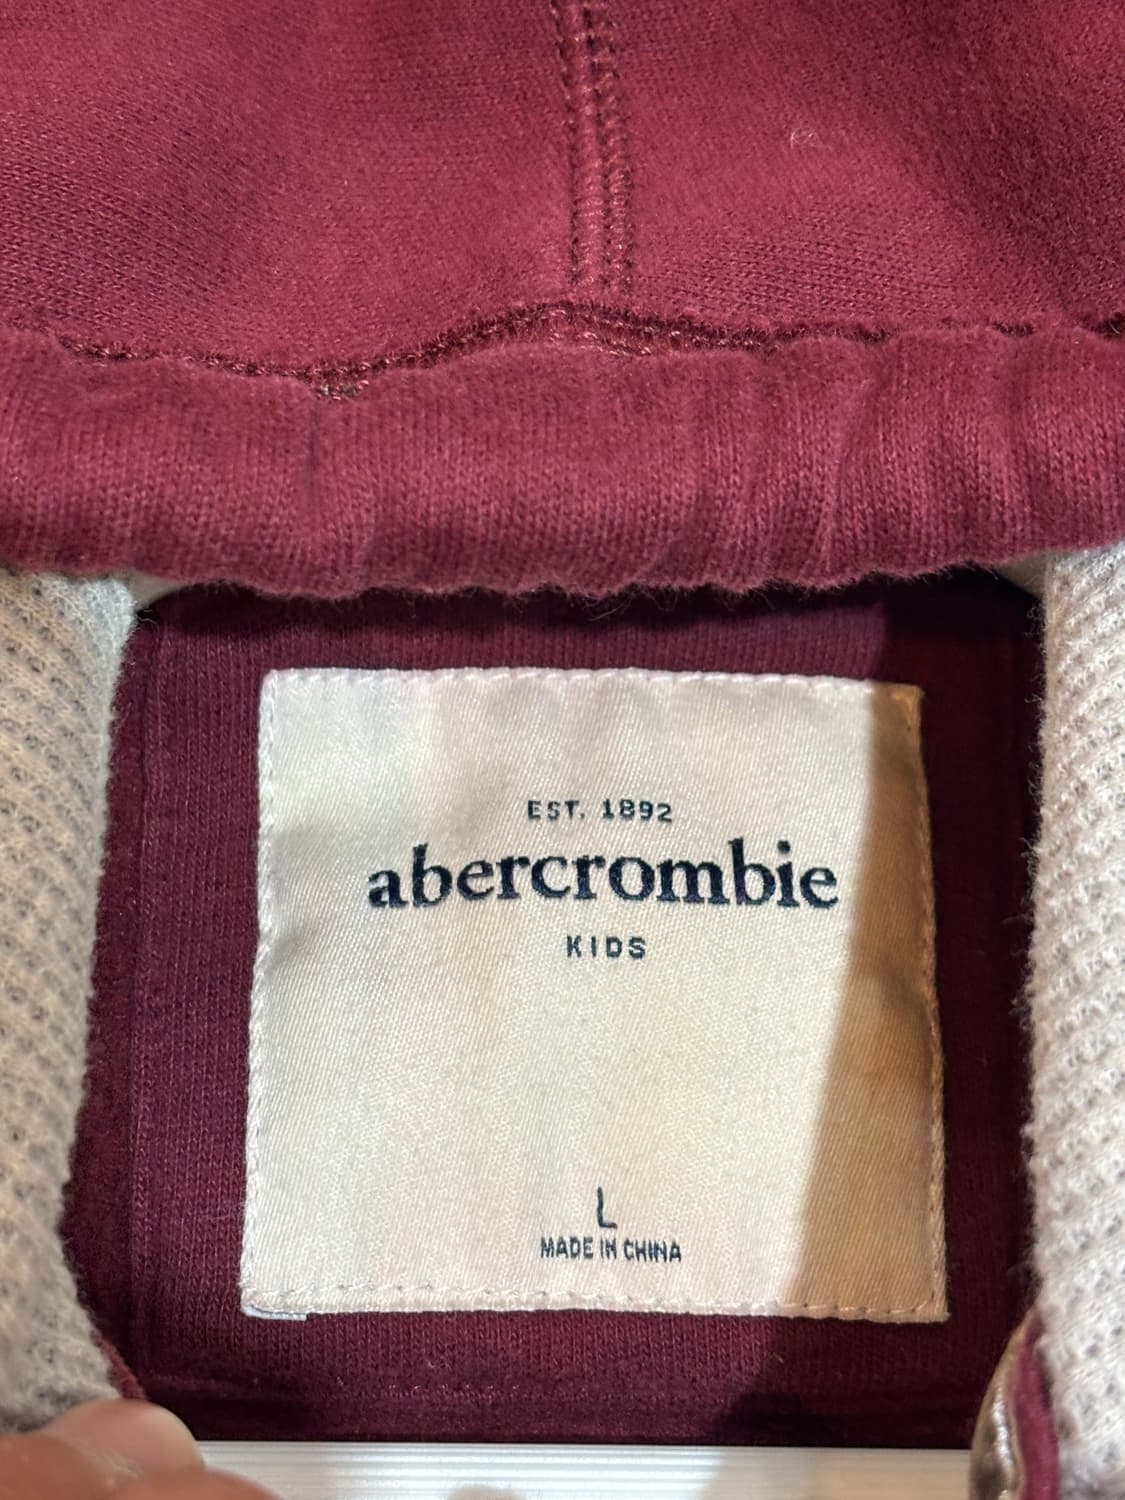 EST. 1892
abercrombie
KIDS
L
MADE IN CHINA